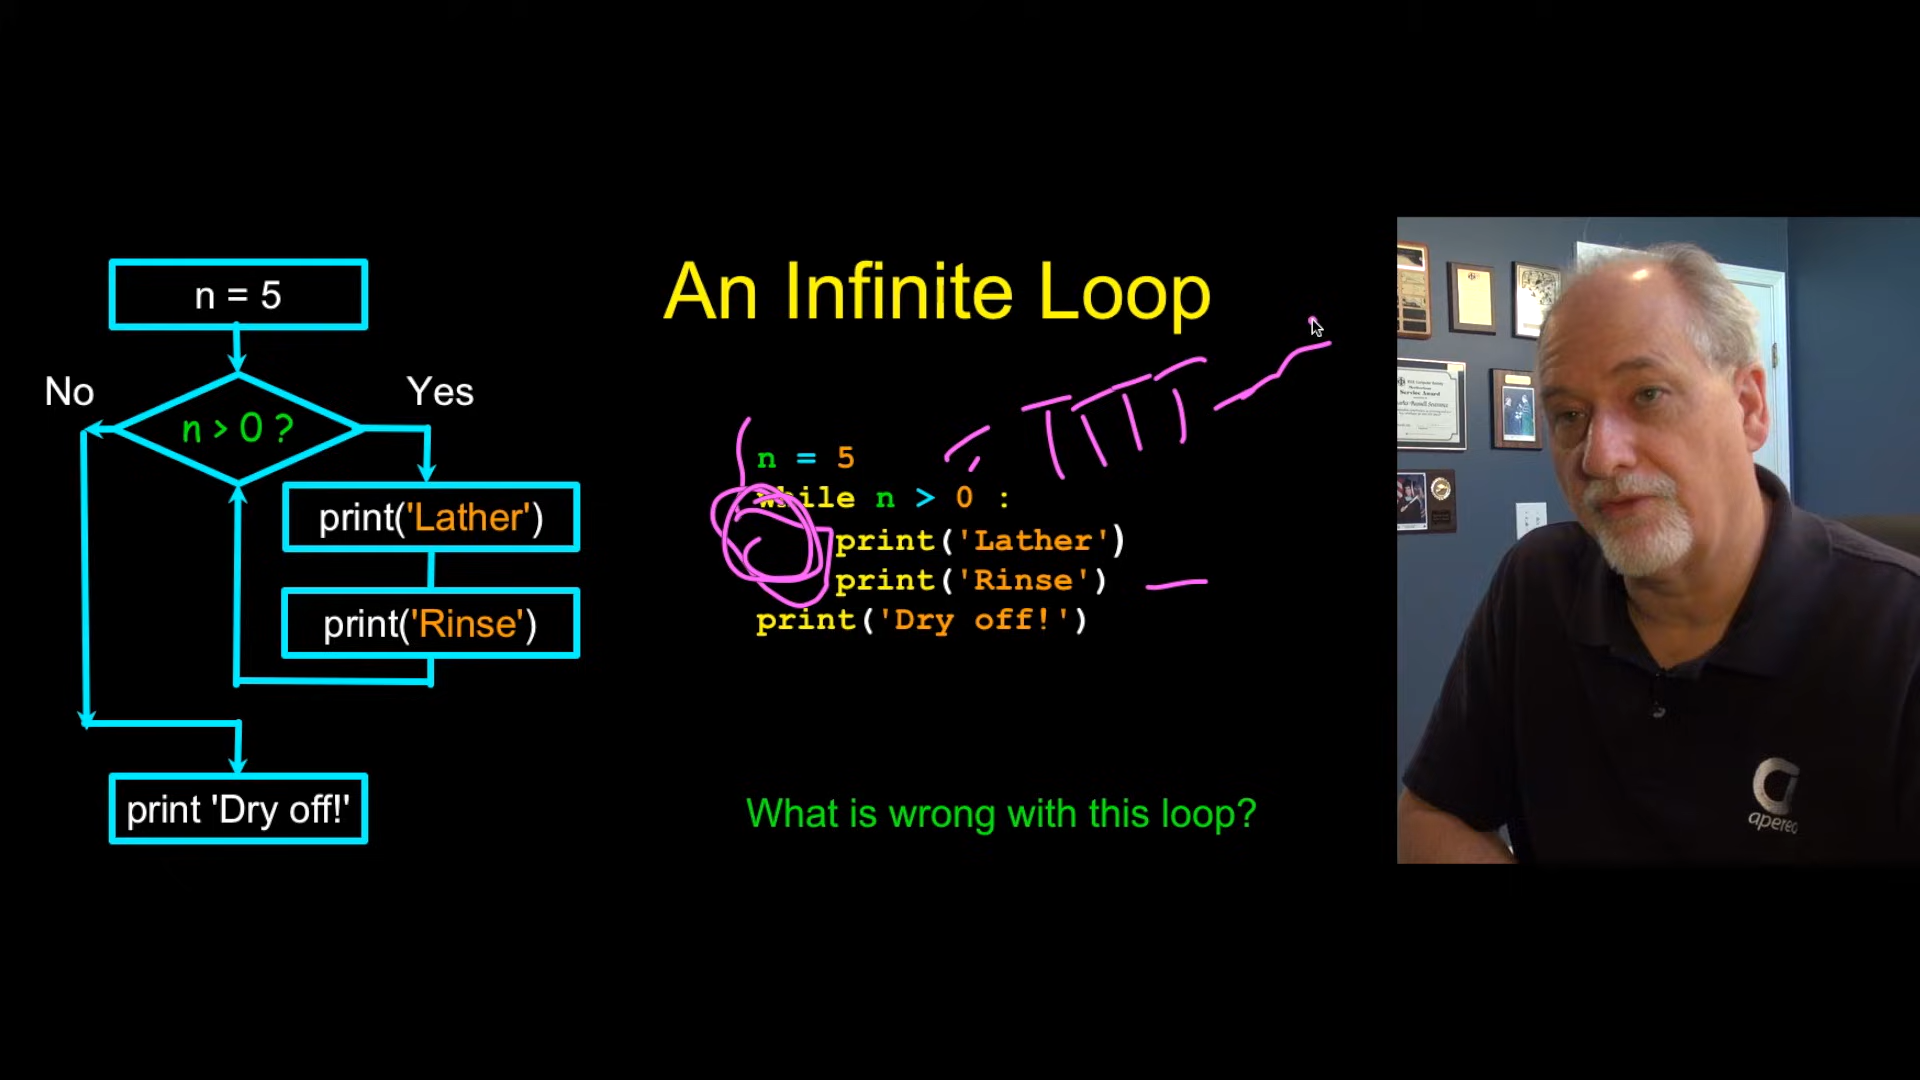 An Infinite Loop
n = 5
No
Yes
n > 0 ?
print('Lather')
print('Rinse')
print 'Dry off!'
n = 5
while n > 0 :
print('Lather')
print('Rinse')
print('Dry off!')
What is wrong with this loop?
apereo